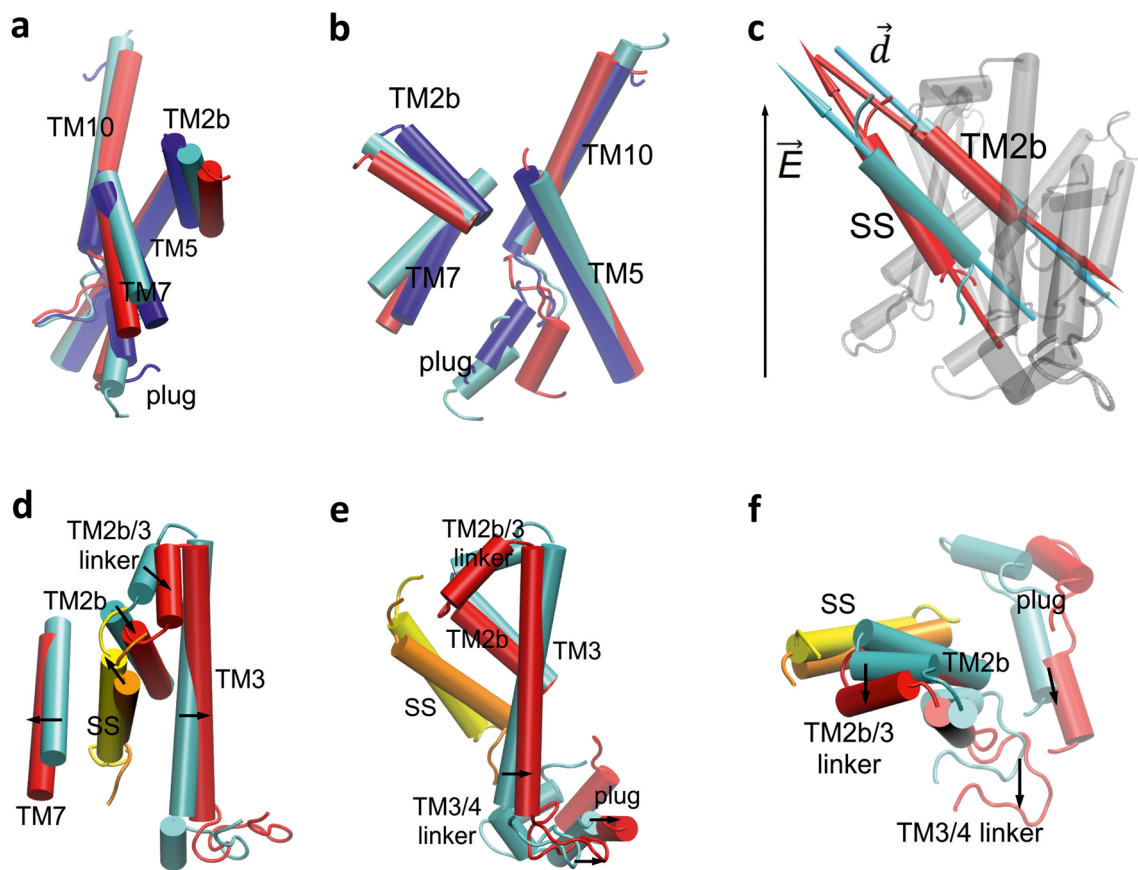 a
TM10
TM2b
TM5
TM7
plug
b
TM2b
TM10
TM7
TM5
plug
c
d
E
TM2b
SS
d
TM2b/3
linker
TM2b
TM3
SS
TM7
e
TM2b/3
linker
TM2b
TM3
SS
TM3/4
linker
plug
f
SS
plug
TM2b
TM2b/3
linker
TM3/4 linker